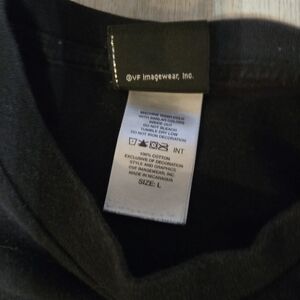 ©VF Imagewear, Inc.
MACHINE WASH COLD
WITH SIMILAR COLORS
INSIDE OUT
DO NOT BLEACH
TUMBLE DRY LOW
DO NOT IRON DECORATION
INT
100% COTTON
EXCLUSIVE OF DECORATION
STYLE AND GRAPHICS
©VF IMAGEWEAR, INC
MADE IN NICARAGUA
SIZE: L